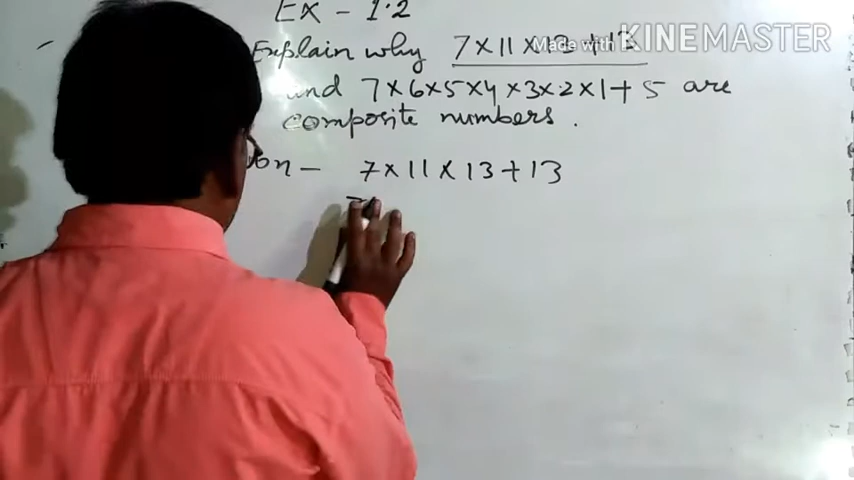 Ex - 1.2
Explain why 7×11×13+13
Made with KINEMASTER
and 7×6×5×4×3×2×1+5 are
composite numbers.
7×11×13+13